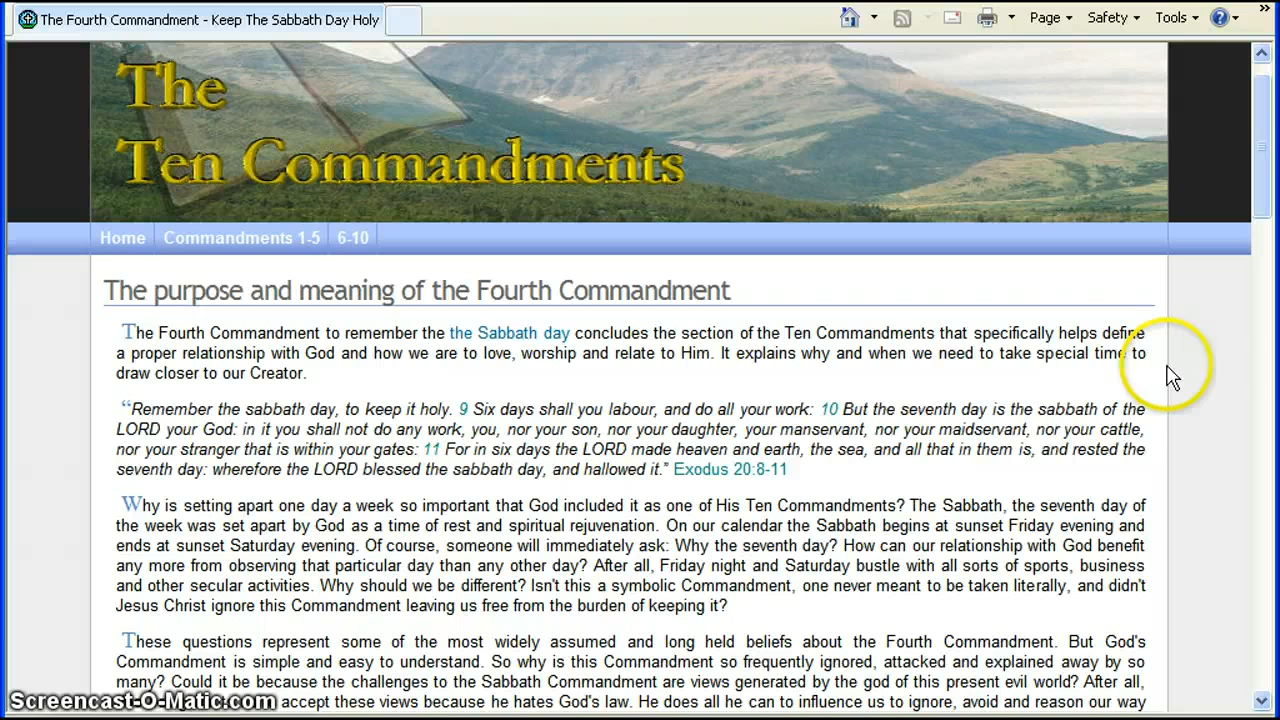 The Fourth Commandment - Keep The Sabbath Day Holy
Page
Safety
Tools
The
Ten Commandments
Home
Commandments 1-5
6-10
The purpose and meaning of the Fourth Commandment
The Fourth Commandment to remember the the Sabbath day concludes the section of the Ten Commandments that specifically helps define
a proper relationship with God and how we are to love, worship and relate to Him. It explains why and when we need to take special time to
draw closer to our Creator.
“Remember the sabbath day, to keep it holy. 9 Six days shall you labour, and do all your work: 10 But the seventh day is the sabbath of the
LORD your God: in it you shall not do any work, you, nor your son, nor your daughter, your manservant, nor your maidservant, nor your cattle,
nor your stranger that is within your gates: 11 For in six days the LORD made heaven and earth, the sea, and all that in them is, and rested the
seventh day: wherefore the LORD blessed the sabbath day, and hallowed it.” Exodus 20:8-11
Why is setting apart one day a week so important that God included it as one of His Ten Commandments? The Sabbath, the seventh day of
the week was set apart by God as a time of rest and spiritual rejuvenation. On our calendar the Sabbath begins at sunset Friday evening and
ends at sunset Saturday evening. Of course, someone will immediately ask: Why the seventh day? How can our relationship with God benefit
any more from observing that particular day than any other day? After all, Friday night and Saturday bustle with all sorts of sports, business
and other secular activities. Why should we be different? Isn't this a symbolic Commandment, one never meant to be taken literally, and didn't
Jesus Christ ignore this Commandment leaving us free from the burden of keeping it?
These questions represent some of the most widely assumed and long held beliefs about the Fourth Commandment. But God's
Commandment is simple and easy to understand. So why is this Commandment so frequently ignored, attacked and explained away by so
many? Could it be because the challenges to the Sabbath Commandment are views generated by the god of this present evil world? After all,
Screencast-O-Matic.com accept these views because he hates God's law. He does all he can to influence us to ignore, avoid and reason our way